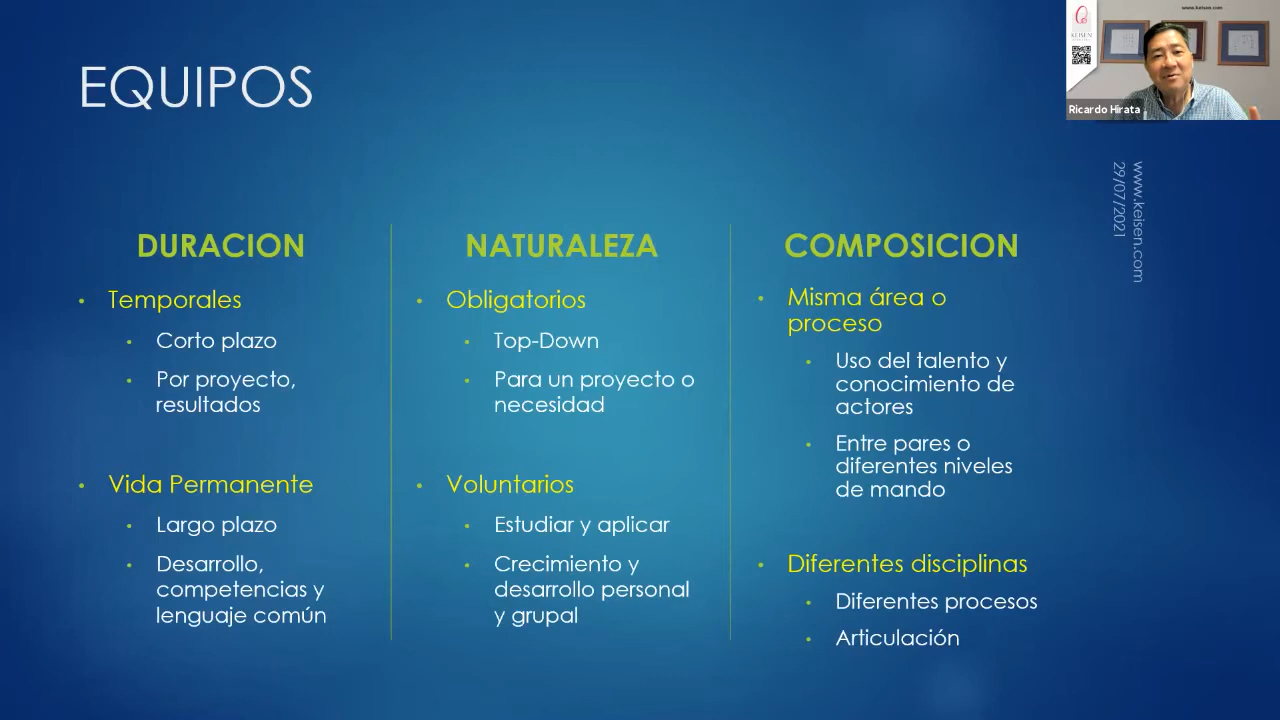 EQUIPOS
www.keisen.com
KEISEN
Ricardo Hirata
www.keisen.com
29/07/2021
DURACION
Temporales
Corto plazo
Por proyecto,
resultados
Vida Permanente
Largo plazo
Desarrollo,
competencias y
lenguaje común
NATURALEZA
Obligatorios
Top-Down
Para un proyecto o
necesidad
Voluntarios
Estudiar y aplicar
Crecimiento y
desarrollo personal
y grupal
COMPOSICION
Misma área o
proceso
Uso del talento y
conocimiento de
actores
Entre pares o
diferentes niveles
de mando
Diferentes disciplinas
Diferentes procesos
Articulación